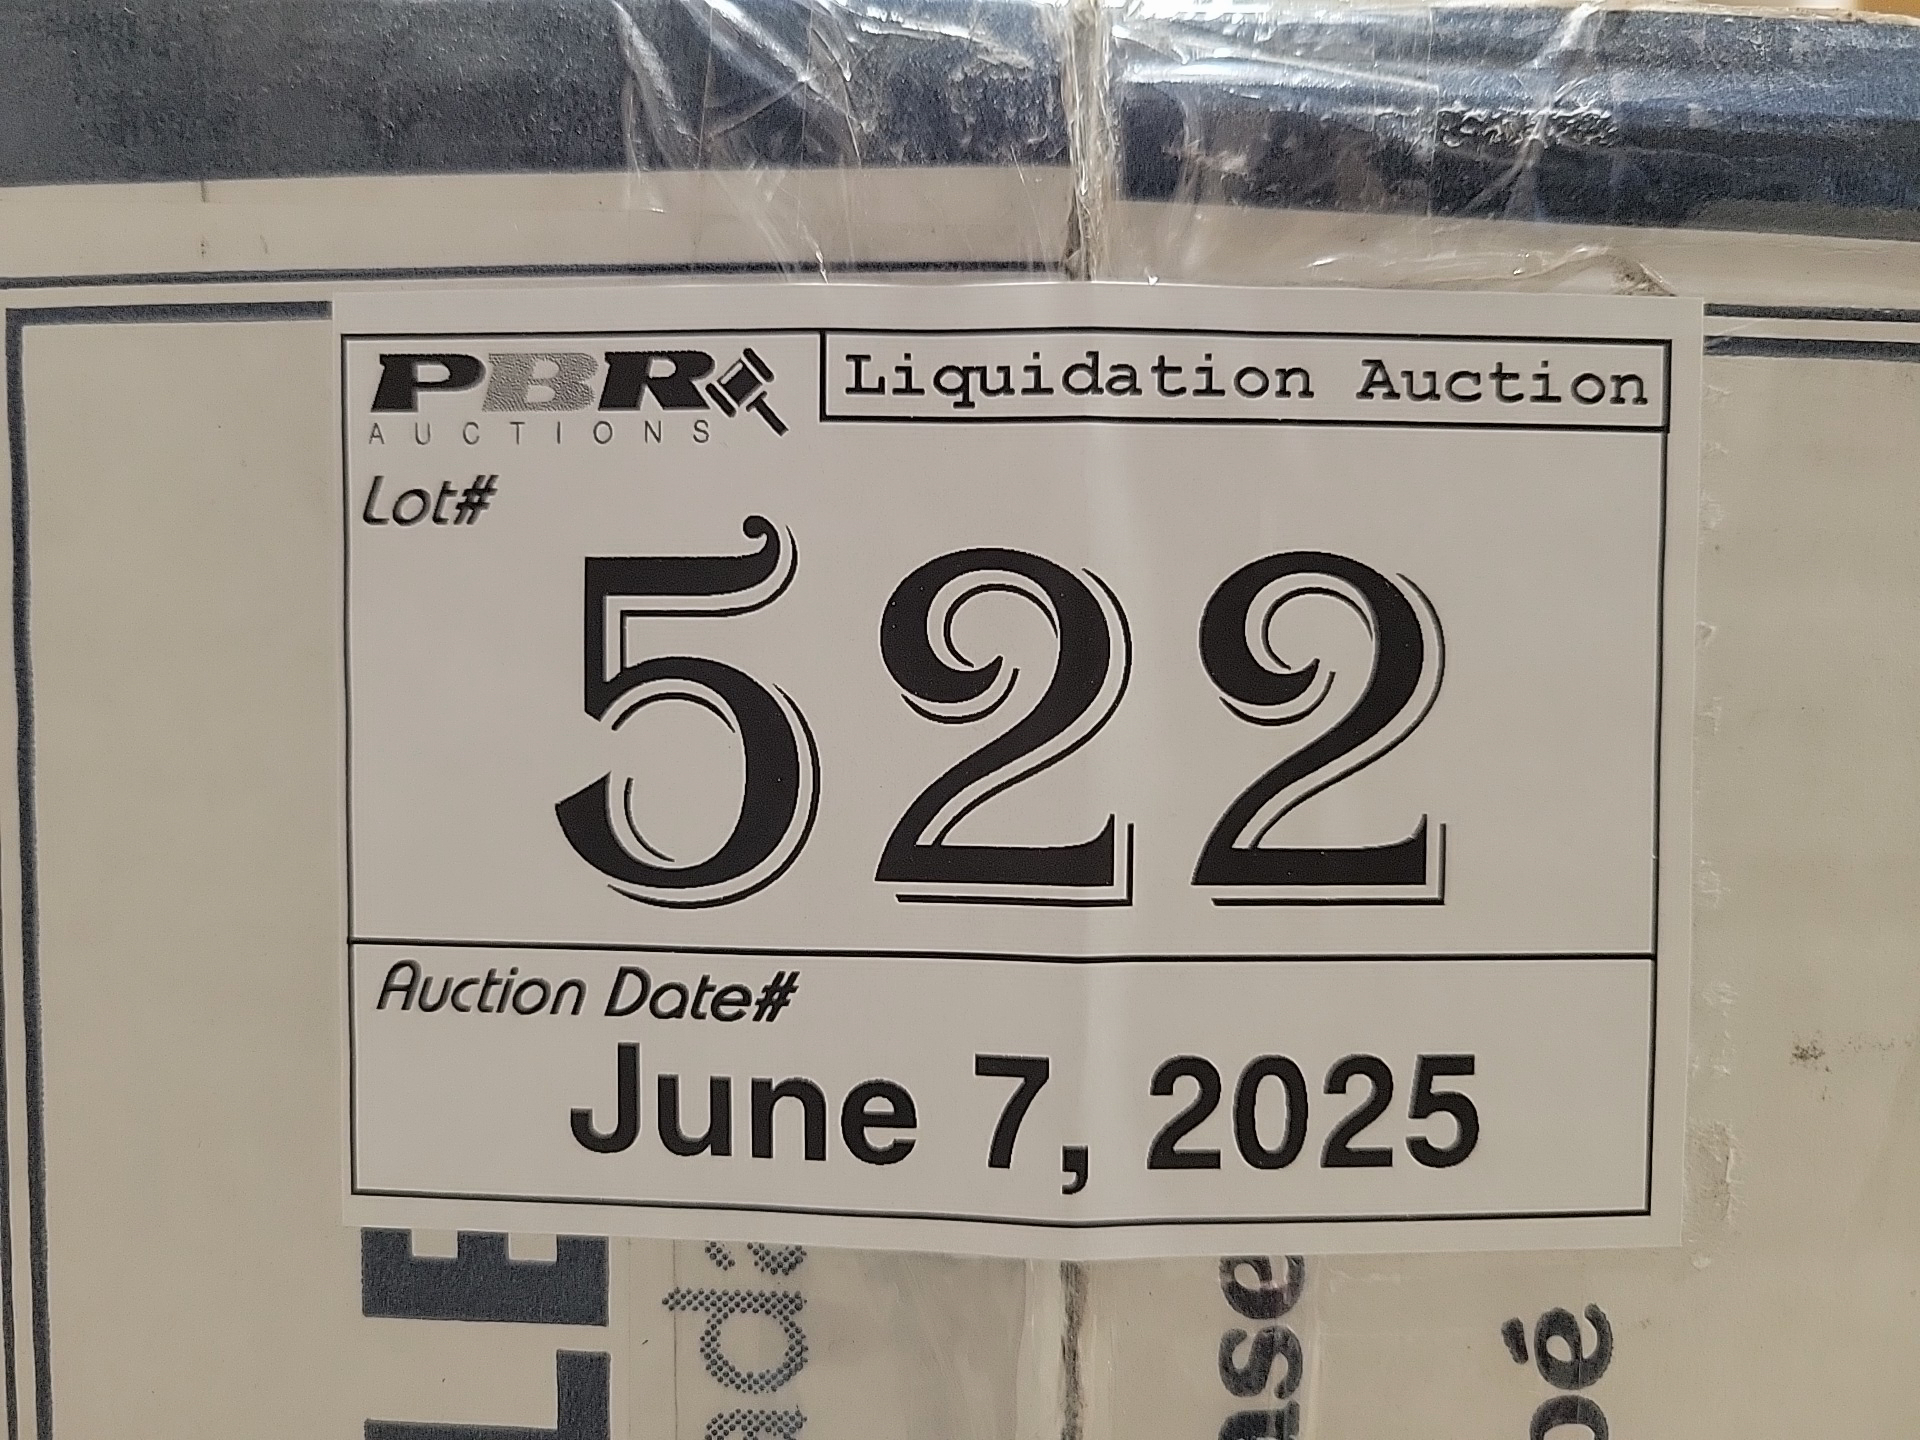 PBR
AUCTIONS
Liquidation Auction
Lot#
522
Auction Date#
June 7, 2025